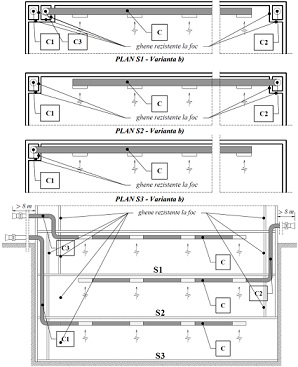 C
C1
C3
C2
ghene rezistente la foc
PLAN S1 - Varianta b)
C
ghene rezistente la foc
C2
PLAN S2 - Varianta b)
C
C1
ghene rezistente la foc
PLAN S3 - Varianta b)
> 8 m
ghene rezistente la foc
> 8 m
C3
C
S1
C
C2
S2
C
C1
S3